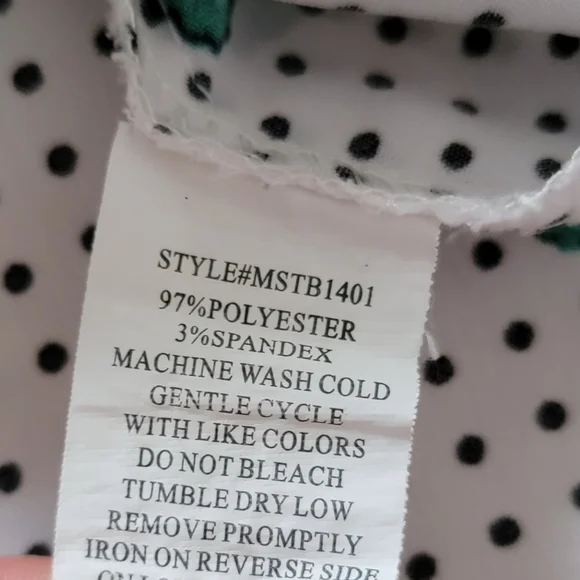 STYLE#MSTB1401
97%POLYESTER
3%SPANDEX
MACHINE WASH COLD
GENTLE CYCLE
WITH LIKE COLORS
DO NOT BLEACH
TUMBLE DRY LOW
REMOVE PROMPTLY
IRON ON REVERSE SIDE